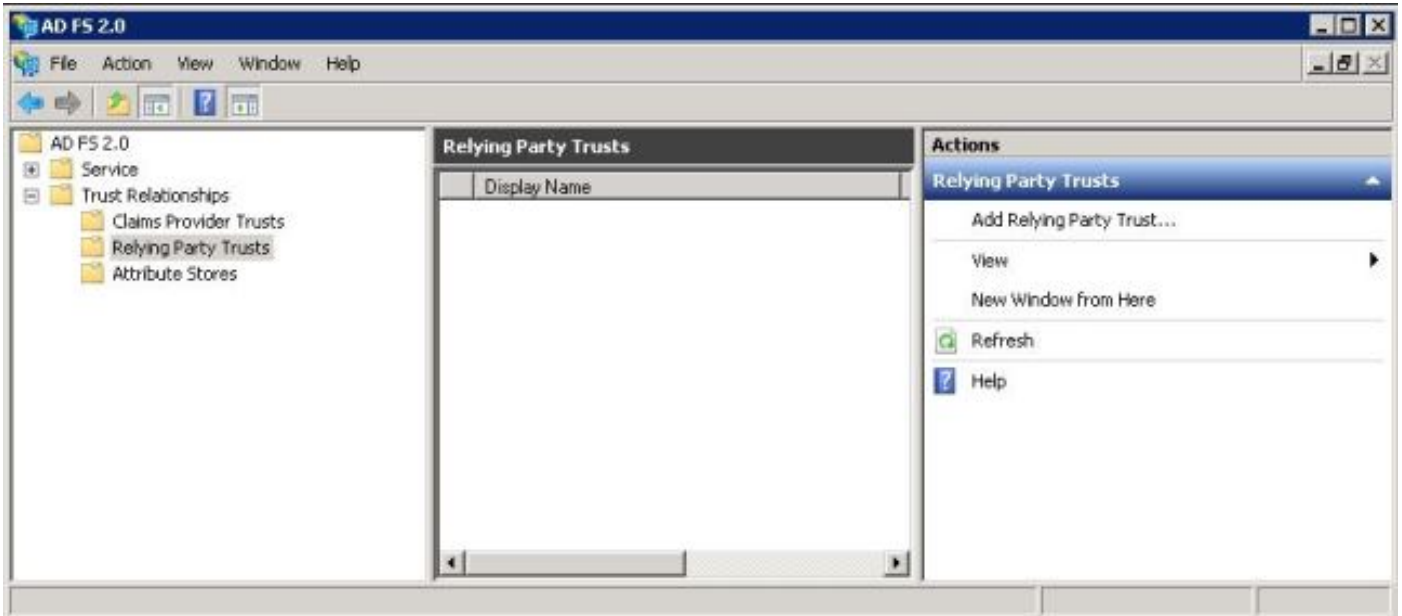 AD FS 2.0
File Action View Window Help
AD FS 2.0
Service
Trust Relationships
Claims Provider Trusts
Relying Party Trusts
Attribute Stores
Relying Party Trusts
Display Name
Actions
Relying Party Trusts
Add Relying Party Trust...
View
New Window from Here
Refresh
Help